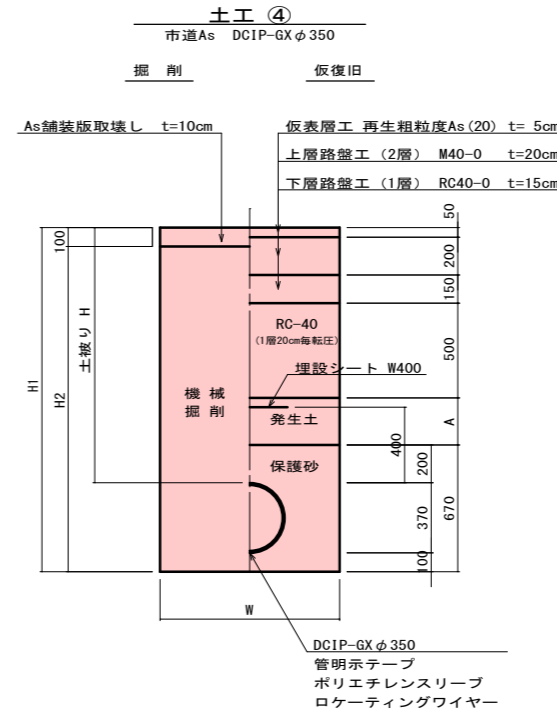 土工 ④
市道As DCIP-GXφ350
掘 削
仮復旧
As舗装版取壊し t=10cm
仮表層工 再生粗粒度As(20) t= 5cm
上層路盤工 (2層) M40-0 t=20cm
下層路盤工 (1層) RC40-0 t=15cm
50
100
200
150
土被り H
RC-40
(1層20cm毎転圧)
500
H1
H2
埋設シート W400
機 械
掘 削
発生土
A
400
保護砂
200
370
670
100
W
DCIP-GXφ350
管明示テープ
ポリエチレンスリーブ
ロケーティングワイヤー